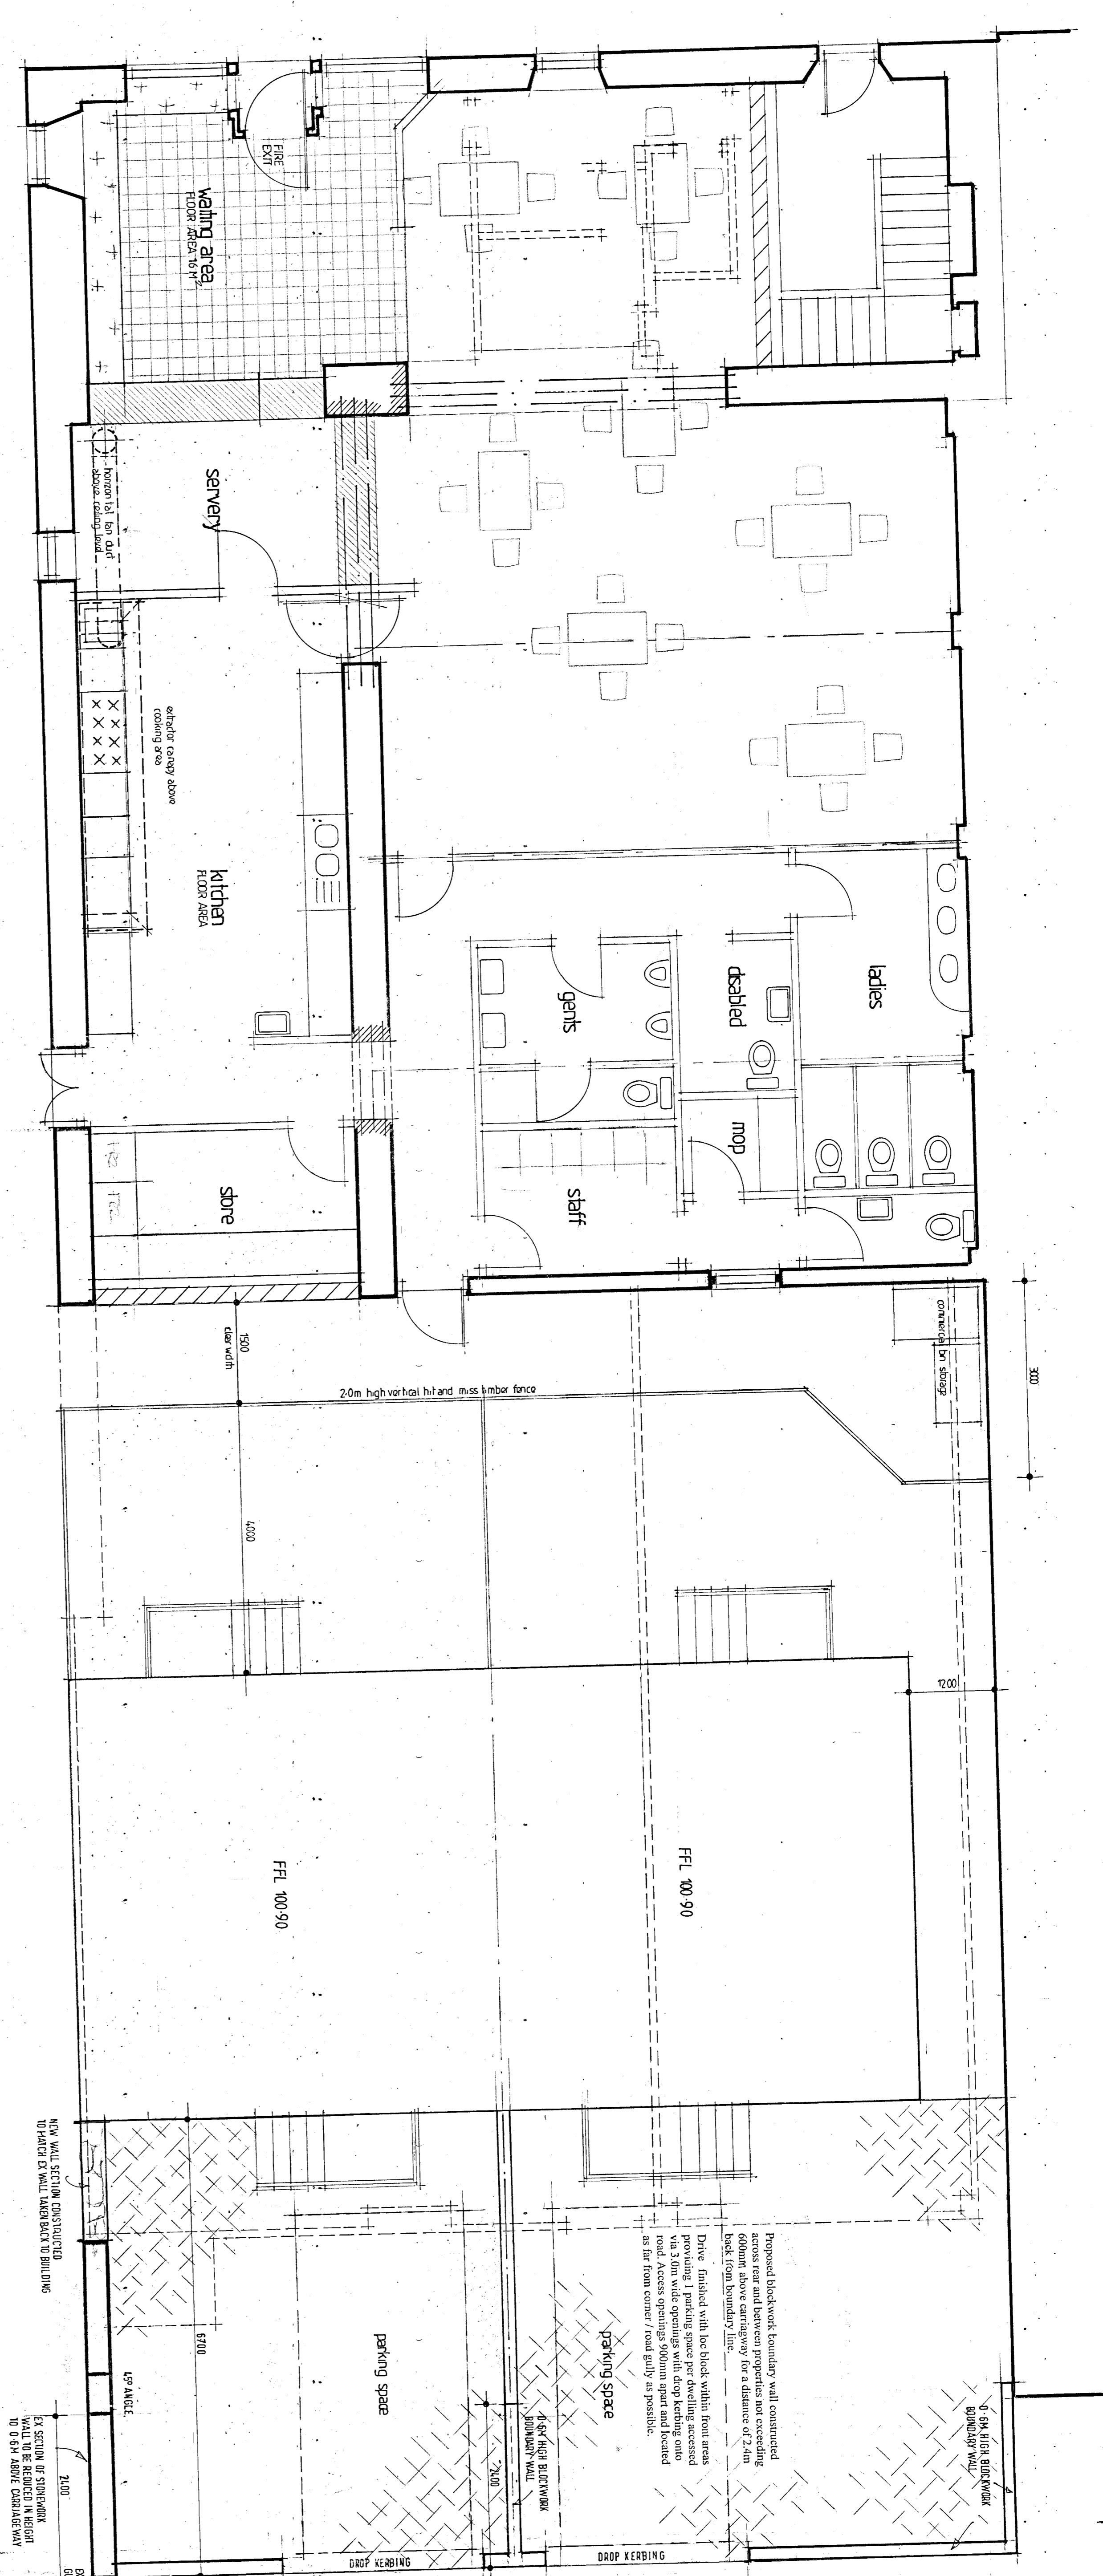 FIRE
EXIT
waiting area
FLOOR AREA 16 M²
servery
horizontal fan duct
above ceiling level
extractor canopy above
cooking area
kitchen
FLOOR AREA
ladies
disabled
gents
mop
staff
store
commercial bin storage
3000
1500
clear width
2·0m high vertical hit and miss timber fence
4000
1200
FFL 100·90
FFL 100·90
Proposed blockwork boundary wall constructed
across rear and between properties not exceeding
600mm above carriagway for a distance of 2.4m
back from boundary line.
Drive finished with loc block within front areas
providing 1 parking space per dwelling accessed
via 3.0m wide openings with drop kerbing onto
road. Access openings 900mm apart and located
as far from corner / road gully as possible.
parking space
parking space
NEW WALL SECTION CONSTRUCTED
TO MATCH EX WALL TAKEN BACK TO BUILDING
6700
45° ANGLE
0·6M HIGH BLOCKWORK
BOUNDARY WALL
0·6M HIGH BLOCKWORK
BOUNDARY WALL
2400
2400
EX SECTION OF STONEWORK
WALL TO BE REDUCED IN HEIGHT
TO 0·6M ABOVE CARRIAGEWAY
DROP KERBING
DROP KERBING